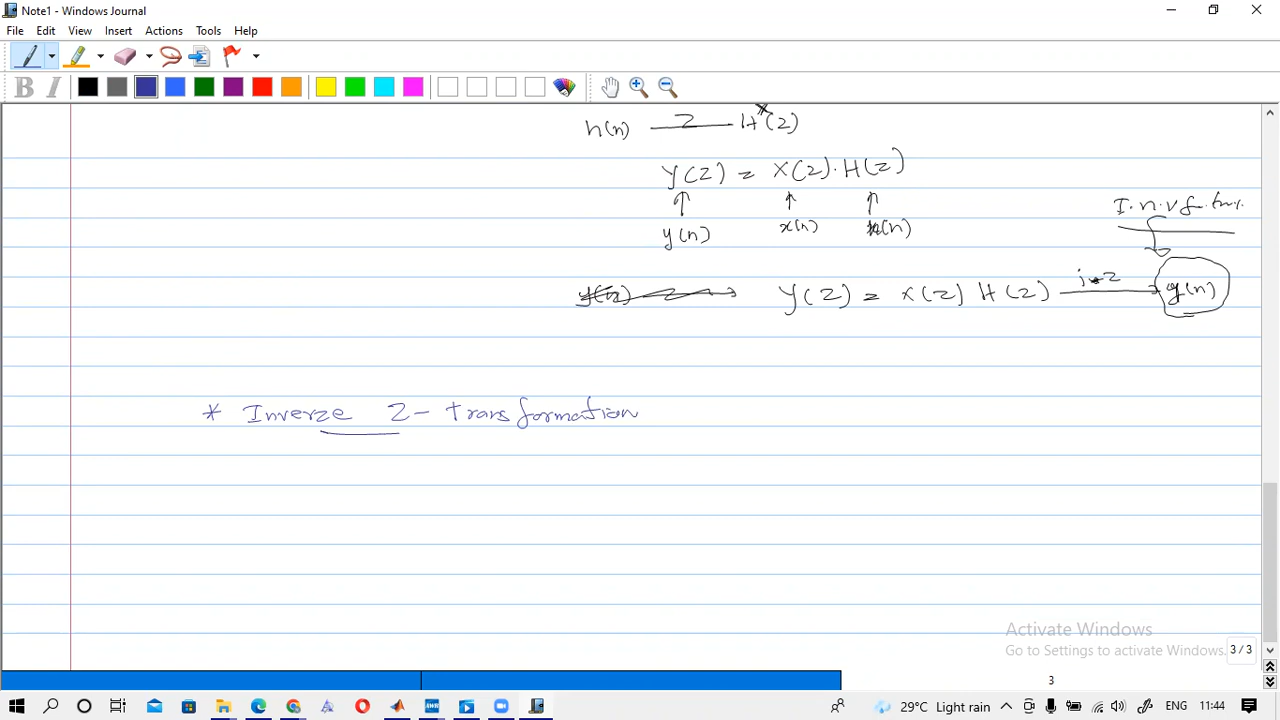 Note1 - Windows Journal
File Edit View Insert Actions Tools Help
B I
h(n) z H(z)
Y(z) = X(z).H(z)
y(n) x(n) h(n)
Y(z) = X(z) H(z) y(n)
* Inverze Z- transformation
Activate Windows
Go to Settings to activate Windows.
3 / 3
3
29°C Light rain ENG 11:44